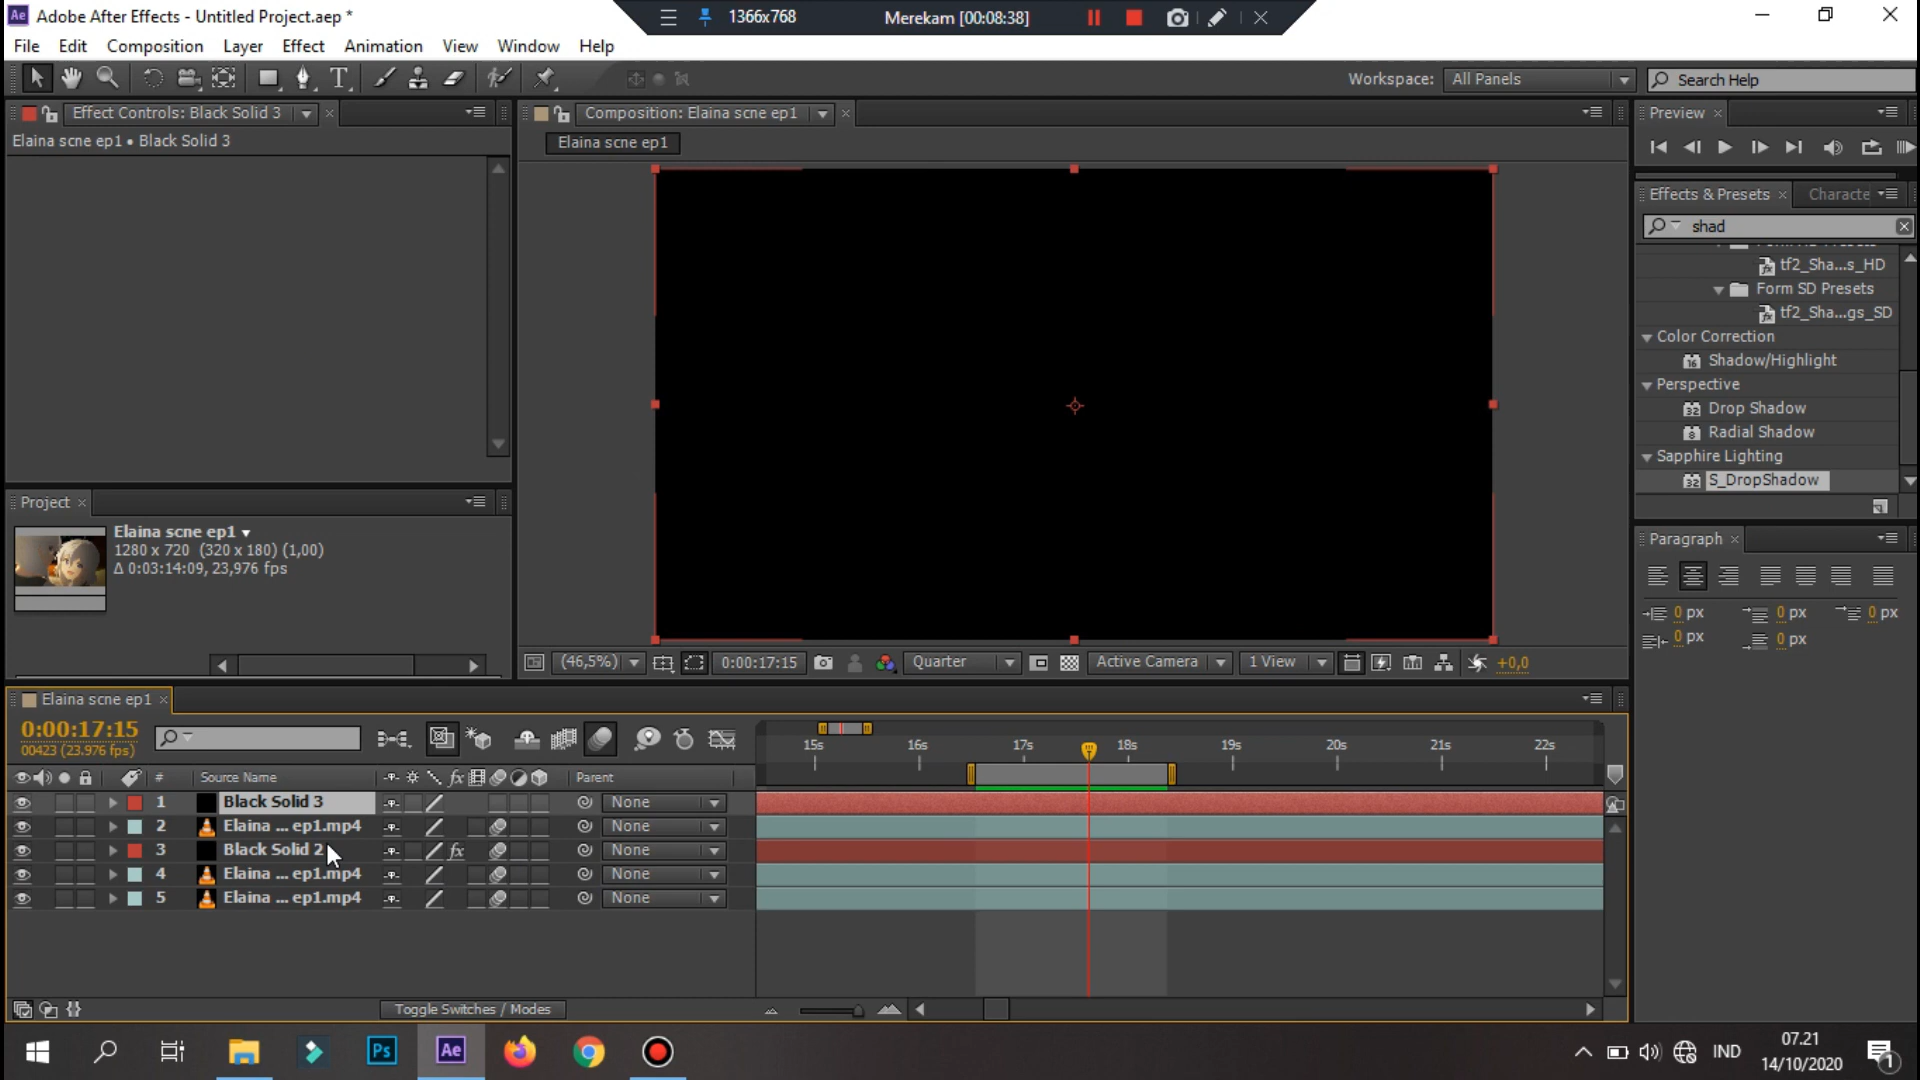 Ae Adobe After Effects - Untitled Project.aep *
1366x768
Merekam [00:08:38]
File Edit Composition Layer Effect Animation View Window Help
Workspace: All Panels
Search Help
Effect Controls: Black Solid 3
Elaina scne ep1 • Black Solid 3
Composition: Elaina scne ep1
Elaina scne ep1
Preview
Effects & Presets
Characte
shad
tf2_Sha...s_HD
Form SD Presets
tf2_Sha...gs_SD
Color Correction
Shadow/Highlight
Perspective
Drop Shadow
Radial Shadow
Sapphire Lighting
S_DropShadow
Project
Elaina scne ep1
1280 x 720 (320 x 180) (1,00)
Δ 0:03:14:09, 23,976 fps
Paragraph
0 px 0 px 0 px
0 px 0 px
(46,5%) 0:00:17:15 Quarter Active Camera 1 View +0,0
Elaina scne ep1
0:00:17:15
00423 (23.976 fps)
15s 16s 17s 18s 19s 20s 21s 22s
# Source Name fx Parent
1 Black Solid 3 None
2 Elaina ... ep1.mp4 None
3 Black Solid 2 fx None
4 Elaina ... ep1.mp4 None
5 Elaina ... ep1.mp4 None
Toggle Switches / Modes
Ps Ae
IND
07.21
14/10/2020
1